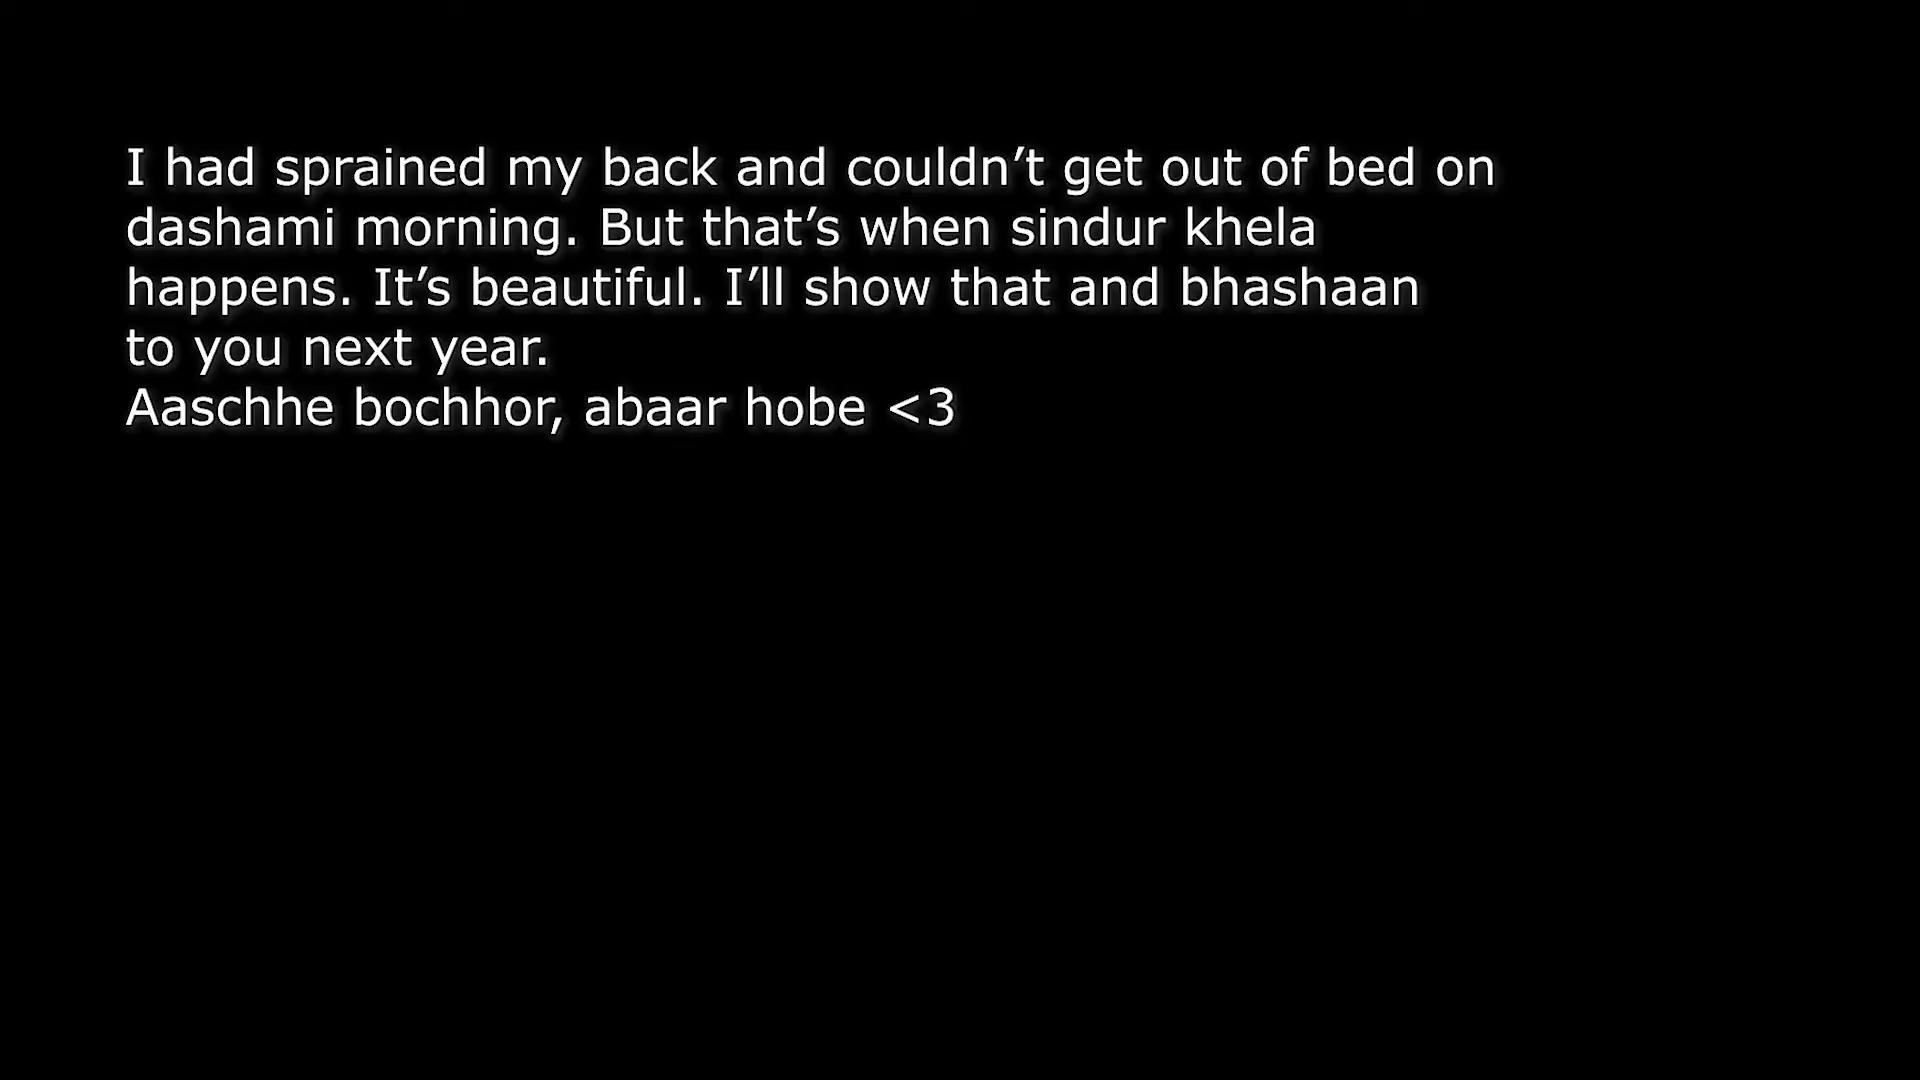 I had sprained my back and couldn’t get out of bed on
dashami morning. But that’s when sindur khela
happens. It’s beautiful. I’ll show that and bhashaan
to you next year.
Aaschhe bochhor, abaar hobe <3